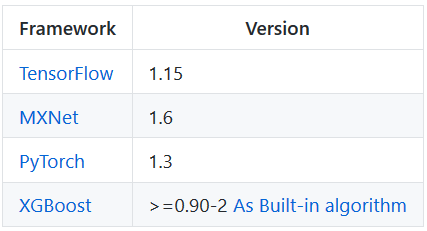 Framework Version
TensorFlow 1.15
MXNet 1.6
PyTorch 1.3
XGBoost >=0.90-2 As Built-in algorithm